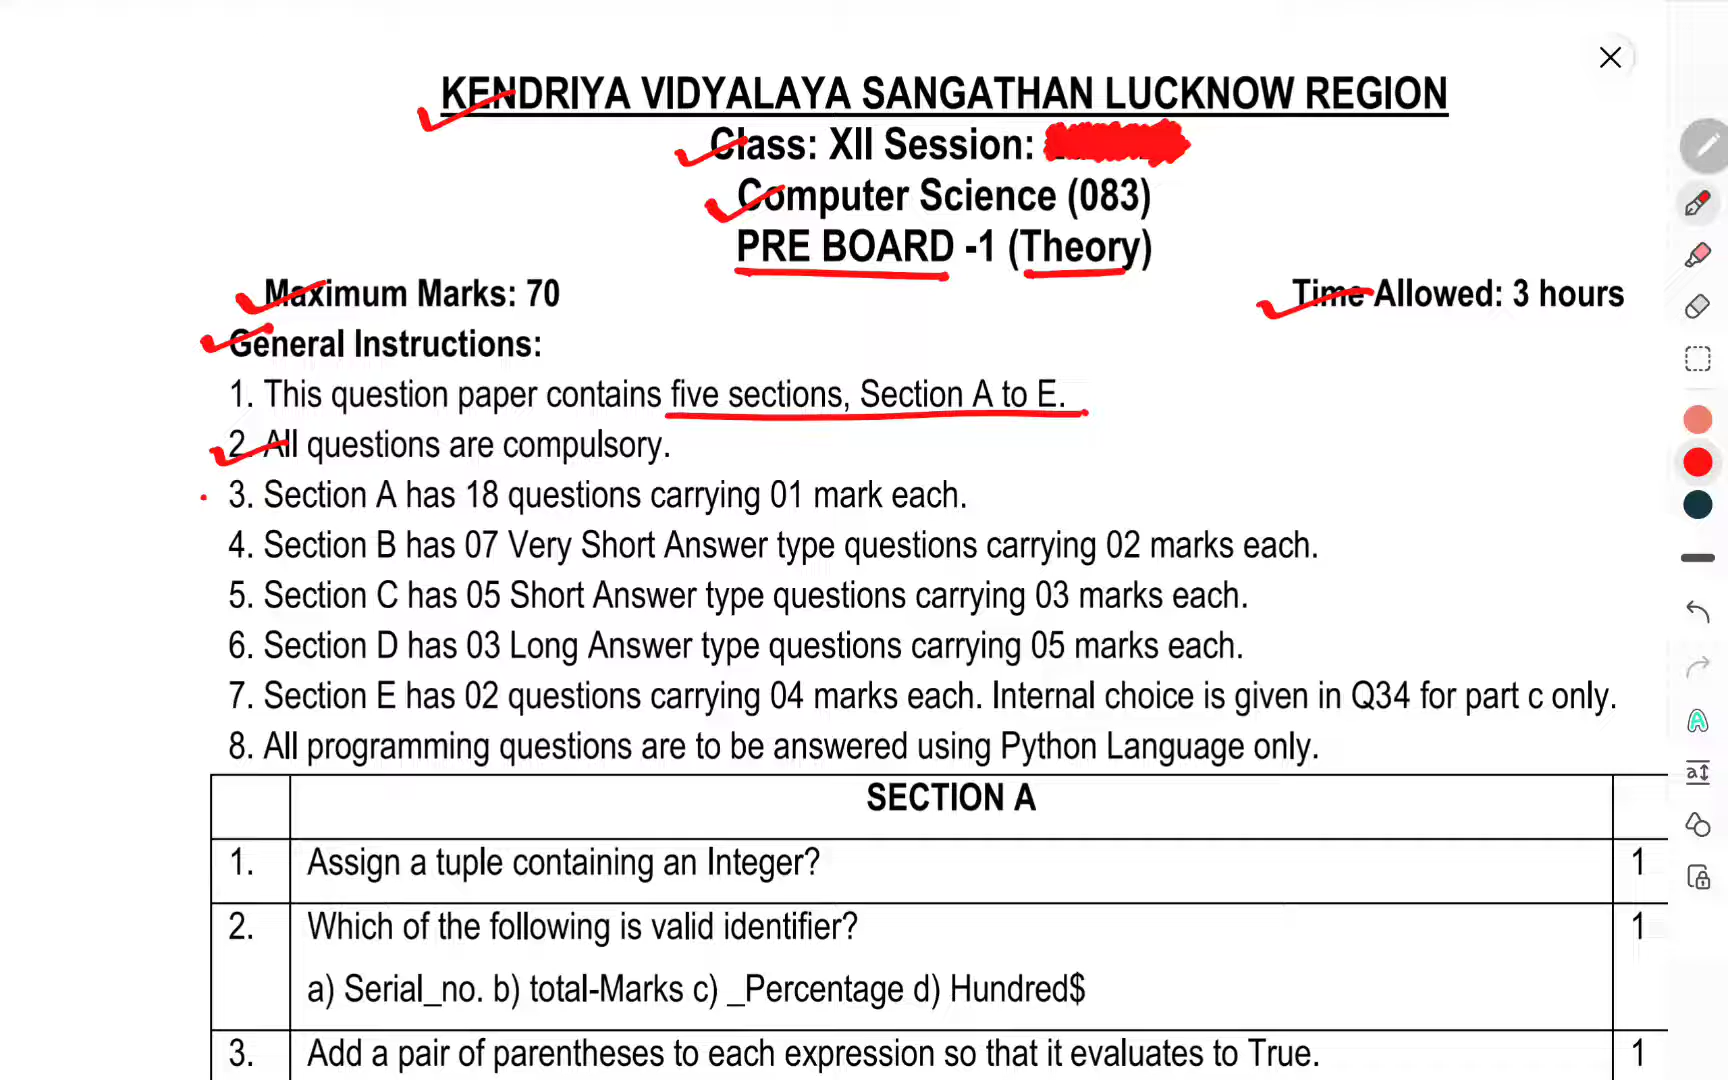 KENDRIYA VIDYALAYA SANGATHAN LUCKNOW REGION
Class: XII Session:
Computer Science (083)
PRE BOARD -1 (Theory)
Maximum Marks: 70 Time Allowed: 3 hours
General Instructions:
1. This question paper contains five sections, Section A to E.
2. All questions are compulsory.
3. Section A has 18 questions carrying 01 mark each.
4. Section B has 07 Very Short Answer type questions carrying 02 marks each.
5. Section C has 05 Short Answer type questions carrying 03 marks each.
6. Section D has 03 Long Answer type questions carrying 05 marks each.
7. Section E has 02 questions carrying 04 marks each. Internal choice is given in Q34 for part c only.
8. All programming questions are to be answered using Python Language only.
SECTION A
1. Assign a tuple containing an Integer? 1
2. Which of the following is valid identifier? 1
a) Serial_no. b) total-Marks c) _Percentage d) Hundred$
3. Add a pair of parentheses to each expression so that it evaluates to True. 1